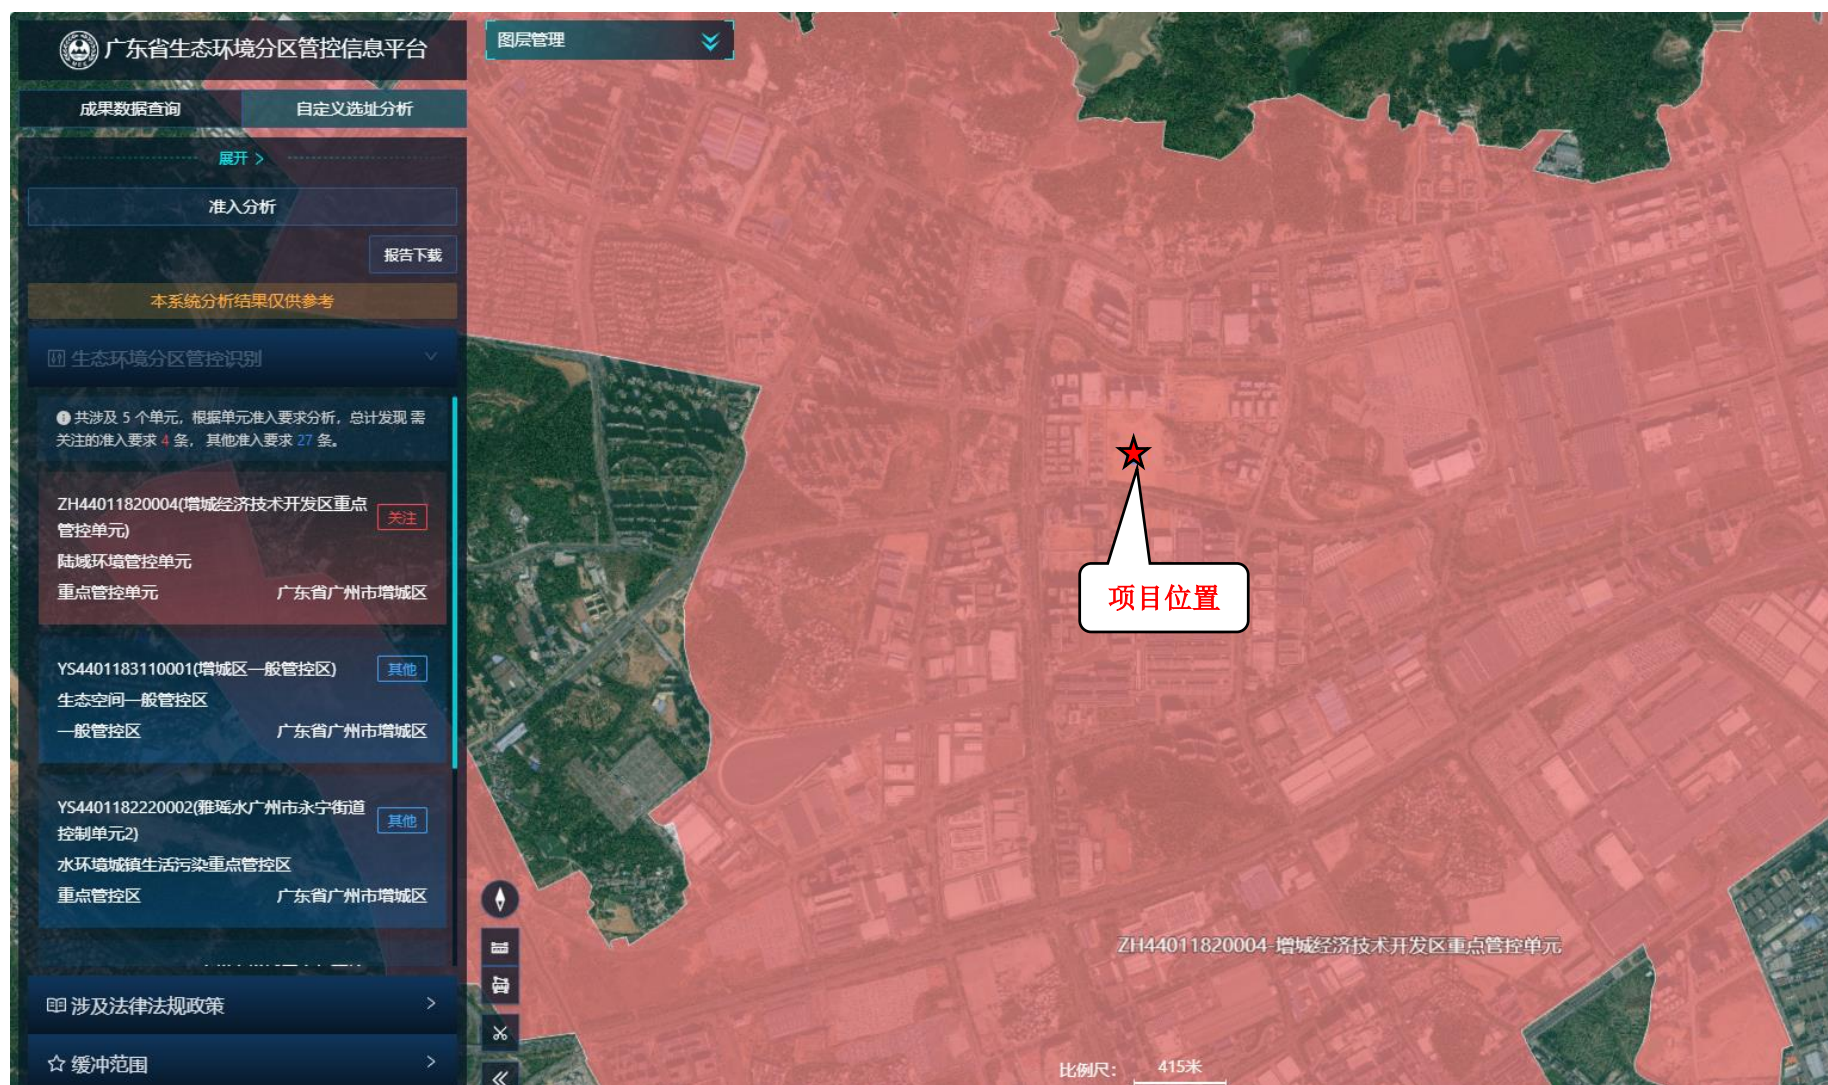 广东省生态环境分区管控信息平台
成果数据查询
自定义选址分析
展开 >
准入分析
报告下载
本系统分析结果仅供参考
生态环境分区管控识别
共涉及 5 个单元，根据单元准入要求分析，总计发现 需
关注的准入要求 4 条，其他准入要求 27 条。
ZH44011820004(增城经济技术开发区重点
管控单元)
关注
陆域环境管控单元
重点管控单元 广东省广州市增城区
YS4401183110001(增城区一般管控区)
其他
生态空间一般管控区
一般管控区 广东省广州市增城区
YS4401182220002(雅瑶水广州市永宁街道
控制单元2)
其他
水环境城镇生活污染重点管控区
重点管控区 广东省广州市增城区
涉及法律法规政策
缓冲范围
图层管理
项目位置
ZH44011820004-增城经济技术开发区重点管控单元
比例尺： 415米